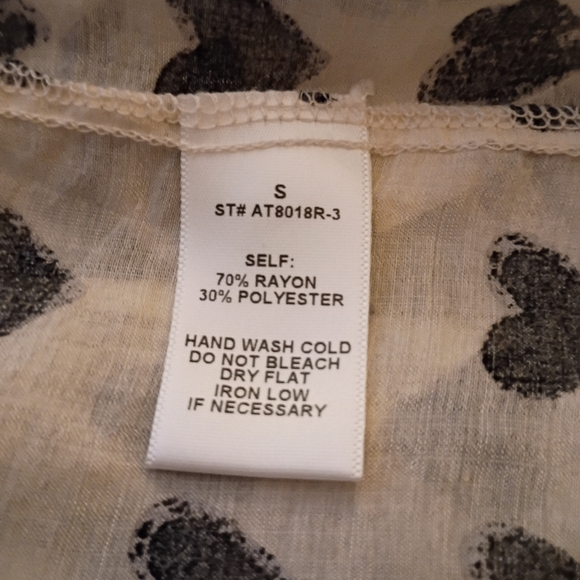 S
ST# AT8018R-3
SELF:
70% RAYON
30% POLYESTER
HAND WASH COLD
DO NOT BLEACH
DRY FLAT
IRON LOW
IF NECESSARY